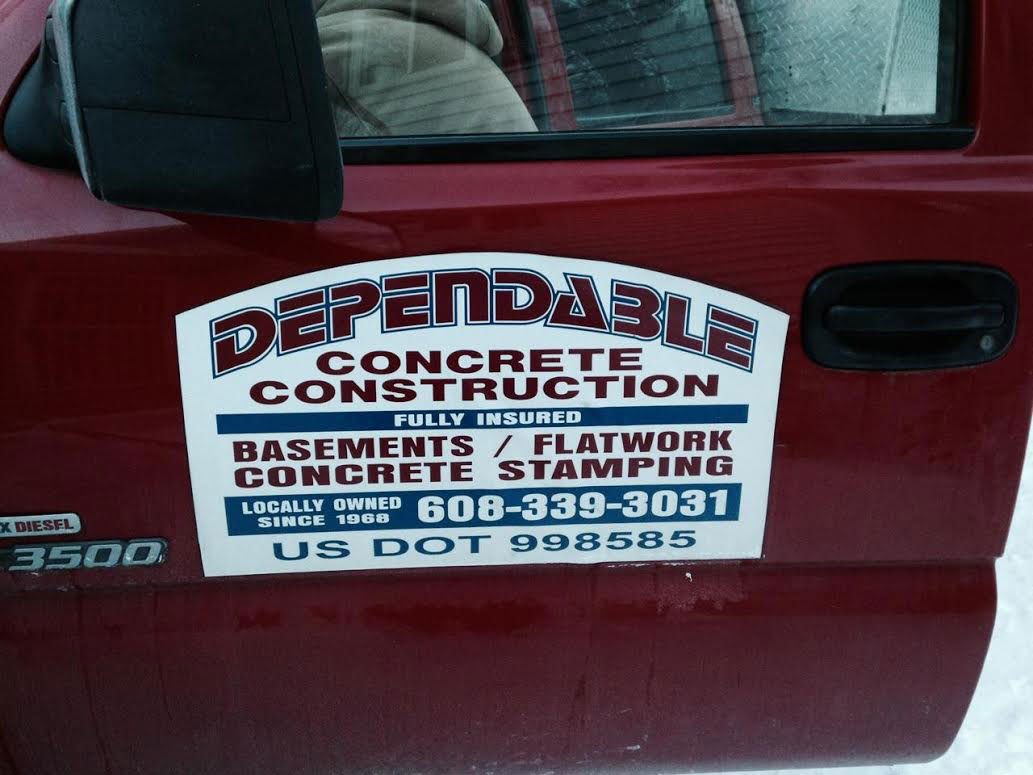 DEPENDABLE
CONCRETE
CONSTRUCTION
FULLY INSURED
BASEMENTS / FLATWORK
CONCRETE STAMPING
LOCALLY OWNED
SINCE 1968
608-339-3031
US DOT 998585
X DIESEL
3500